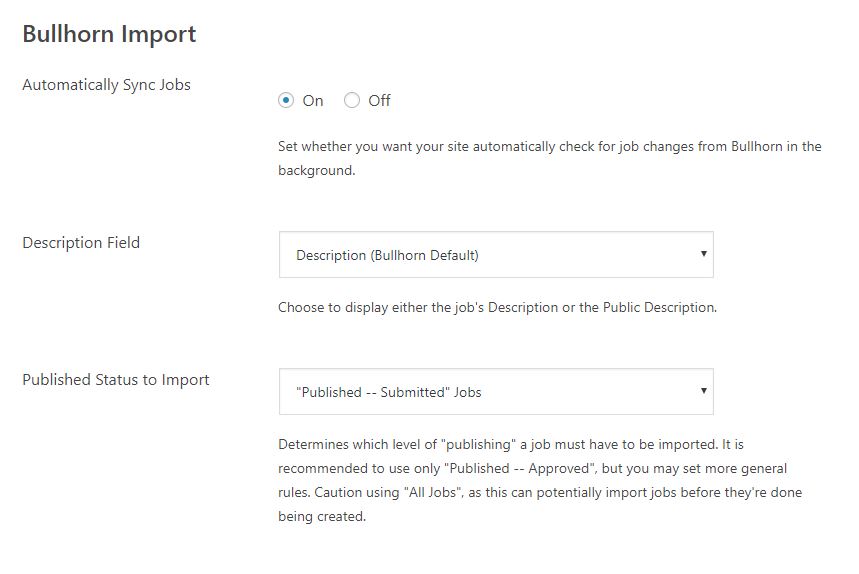 Bullhorn Import
Automatically Sync Jobs
On Off
Set whether you want your site automatically check for job changes from Bullhorn in the
background.
Description Field
Description (Bullhorn Default)
Choose to display either the job's Description or the Public Description.
Published Status to Import
"Published -- Submitted" Jobs
Determines which level of "publishing" a job must have to be imported. It is
recommended to use only "Published -- Approved", but you may set more general
rules. Caution using "All Jobs", as this can potentially import jobs before they're done
being created.